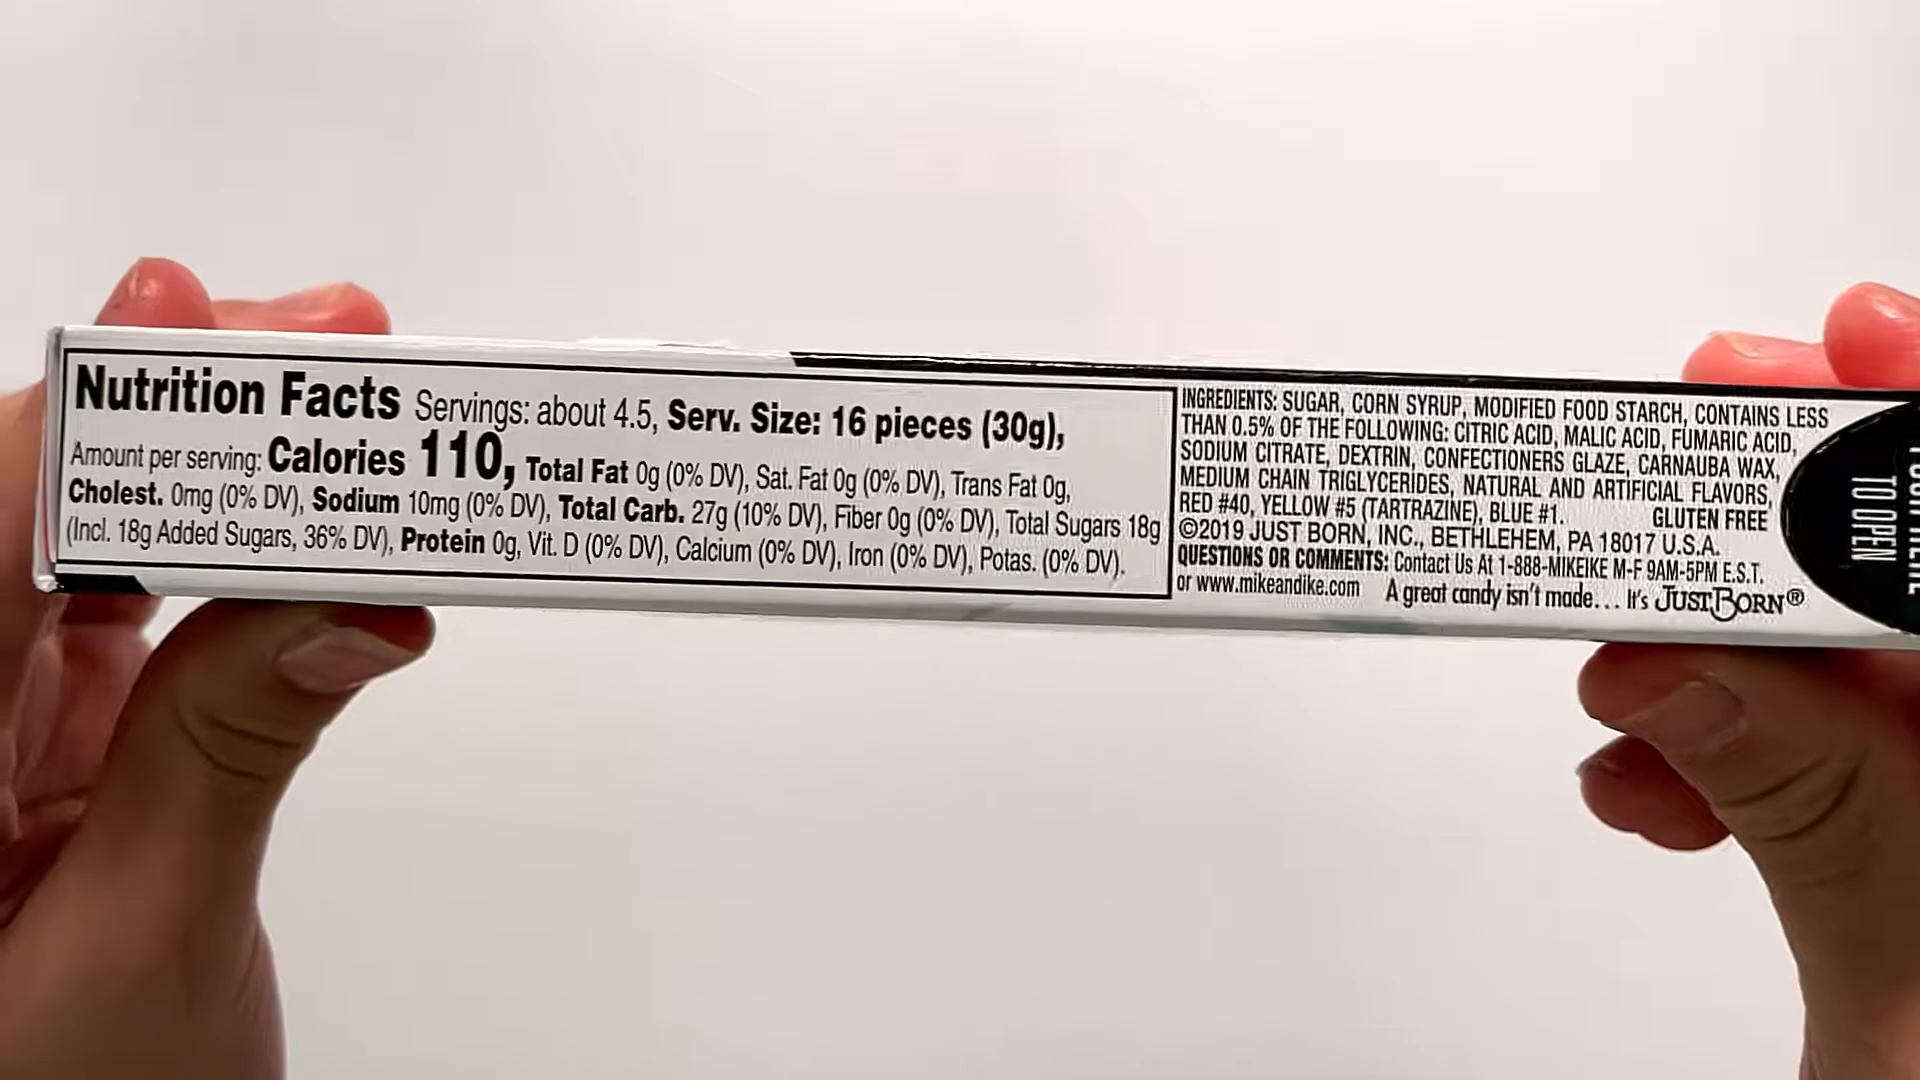 Nutrition Facts Servings: about 4.5, Serv. Size: 16 pieces (30g),
Amount per serving: Calories 110, Total Fat 0g (0% DV), Sat. Fat 0g (0% DV), Trans Fat 0g,
Cholest. 0mg (0% DV), Sodium 10mg (0% DV), Total Carb. 27g (10% DV), Fiber 0g (0% DV), Total Sugars 18g
(Incl. 18g Added Sugars, 36% DV), Protein 0g, Vit. D (0% DV), Calcium (0% DV), Iron (0% DV), Potas. (0% DV).
INGREDIENTS: SUGAR, CORN SYRUP, MODIFIED FOOD STARCH, CONTAINS LESS
THAN 0.5% OF THE FOLLOWING: CITRIC ACID, MALIC ACID, FUMARIC ACID,
SODIUM CITRATE, DEXTRIN, CONFECTIONERS GLAZE, CARNAUBA WAX,
MEDIUM CHAIN TRIGLYCERIDES, NATURAL AND ARTIFICIAL FLAVORS,
RED #40, YELLOW #5 (TARTRAZINE), BLUE #1. GLUTEN FREE
©2019 JUST BORN, INC., BETHLEHEM, PA 18017 U.S.A.
QUESTIONS OR COMMENTS: Contact Us At 1-888-MIKEIKE M-F 9AM-5PM E.S.T.
or www.mikeandike.com A great candy isn't made... It's JUST BORN®
TO OPEN